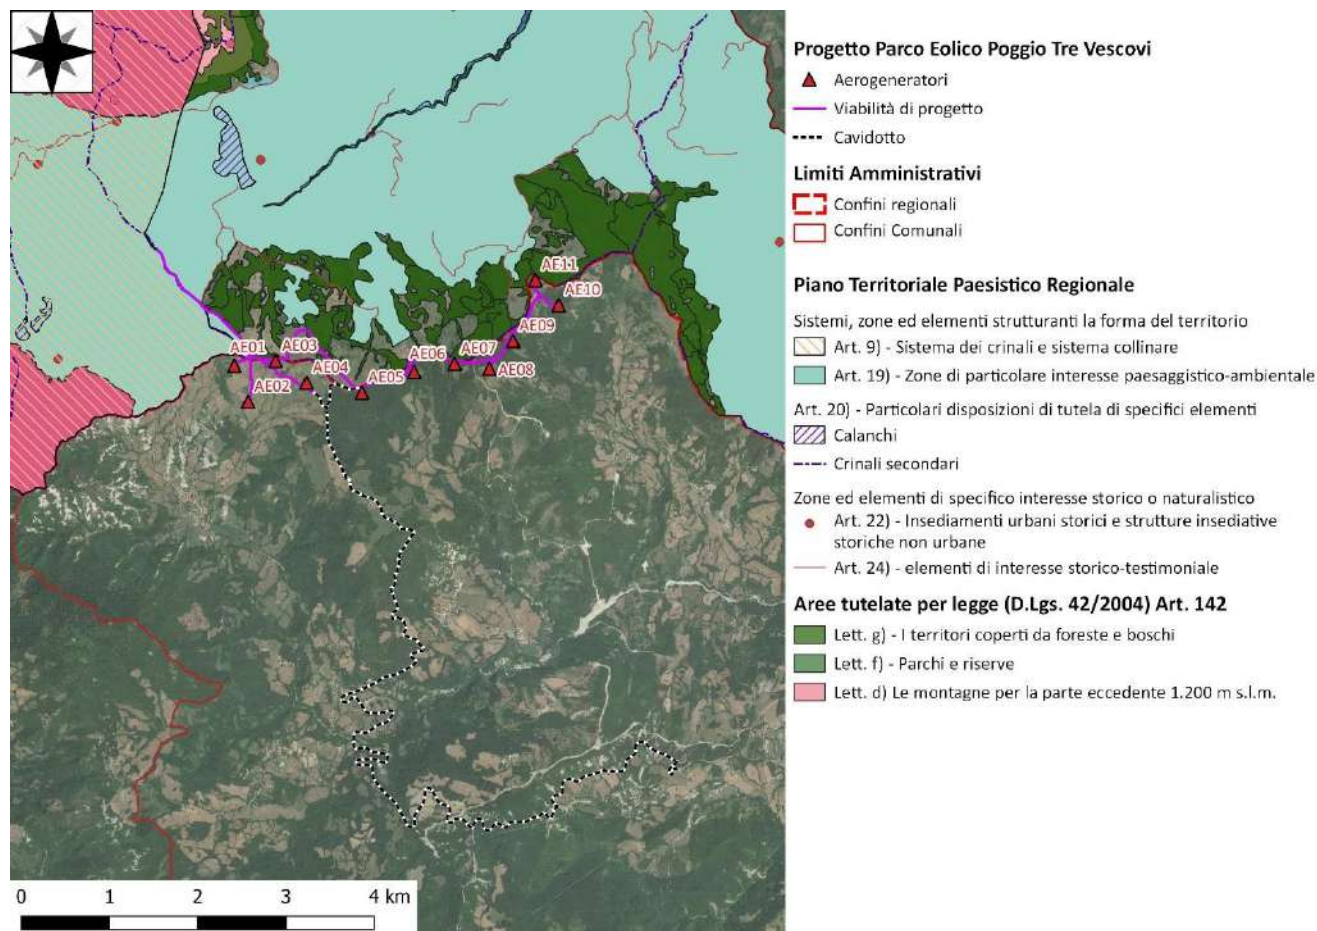 AE11
AE10
AE09
AE01
AE03
AE06
AE07
AE04
AE05
AE08
AE02
0 1 2 3 4 km
Progetto Parco Eolico Poggio Tre Vescovi
Aerogeneratori
Viabilità di progetto
Cavidotto
Limiti Amministrativi
Confini regionali
Confini Comunali
Piano Territoriale Paesistico Regionale
Sistemi, zone ed elementi strutturanti la forma del territorio
Art. 9) - Sistema dei crinali e sistema collinare
Art. 19) - Zone di particolare interesse paesaggistico-ambientale
Art. 20) - Particolari disposizioni di tutela di specifici elementi
Calanchi
Crinali secondari
Zone ed elementi di specifico interesse storico o naturalistico
Art. 22) - Insediamenti urbani storici e strutture insediative
storiche non urbane
Art. 24) - elementi di interesse storico-testimoniale
Aree tutelate per legge (D.Lgs. 42/2004) Art. 142
Lett. g) - I territori coperti da foreste e boschi
Lett. f) - Parchi e riserve
Lett. d) Le montagne per la parte eccedente 1.200 m s.l.m.